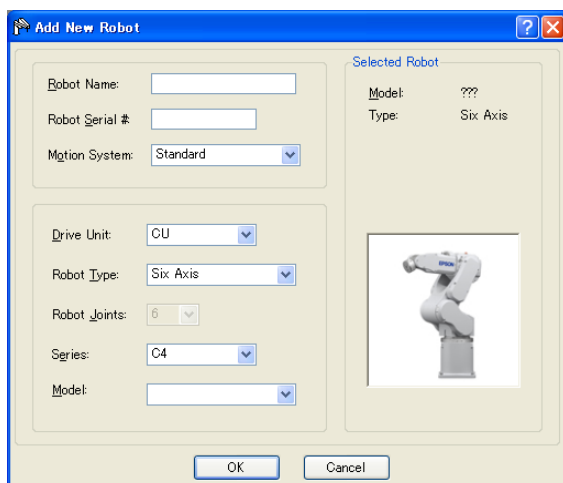 Add New Robot
Robot Name:
Robot Serial #:
Motion System: Standard
Drive Unit: CU
Robot Type: Six Axis
Robot Joints: 6
Series: C4
Model:
Selected Robot
Model: ???
Type: Six Axis
EPSON
OK Cancel